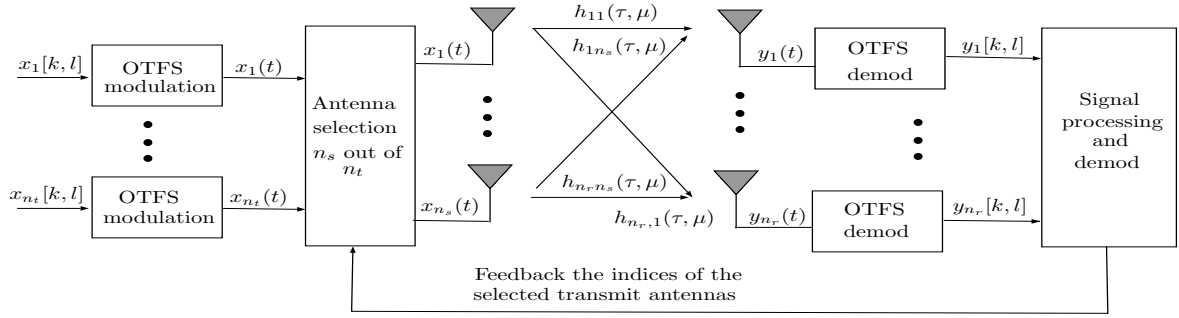 x_1[k, l]
OTFS
modulation
x_1(t)
x_{n_t}[k, l]
OTFS
modulation
x_{n_t}(t)
Antenna
selection
n_s out of
n_t
x_1(t)
x_{n_s}(t)
h_{11}(τ, μ)
h_{1n_s}(τ, μ)
h_{n_r n_s}(τ, μ)
h_{n_r,1}(τ, μ)
y_1(t)
OTFS
demod
y_1[k, l]
y_{n_r}(t)
OTFS
demod
y_{n_r}[k, l]
Signal
processing
and
demod
Feedback the indices of the
selected transmit antennas